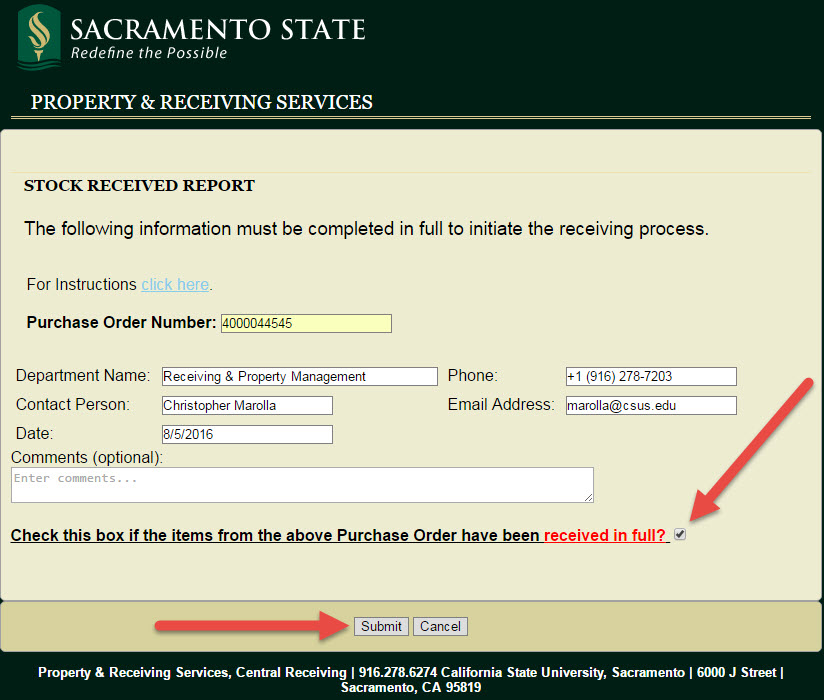 SACRAMENTO STATE
Redefine the Possible
PROPERTY & RECEIVING SERVICES
STOCK RECEIVED REPORT
The following information must be completed in full to initiate the receiving process.
For Instructions click here.
Purchase Order Number: 4000044545
Department Name: Receiving & Property Management Phone: +1 (916) 278-7203
Contact Person: Christopher Marolla Email Address: marolla@csus.edu
Date: 8/5/2016
Comments (optional):
Enter comments...
Check this box if the items from the above Purchase Order have been received in full?
Submit Cancel
Property & Receiving Services, Central Receiving | 916.278.6274 California State University, Sacramento | 6000 J Street |
Sacramento, CA 95819